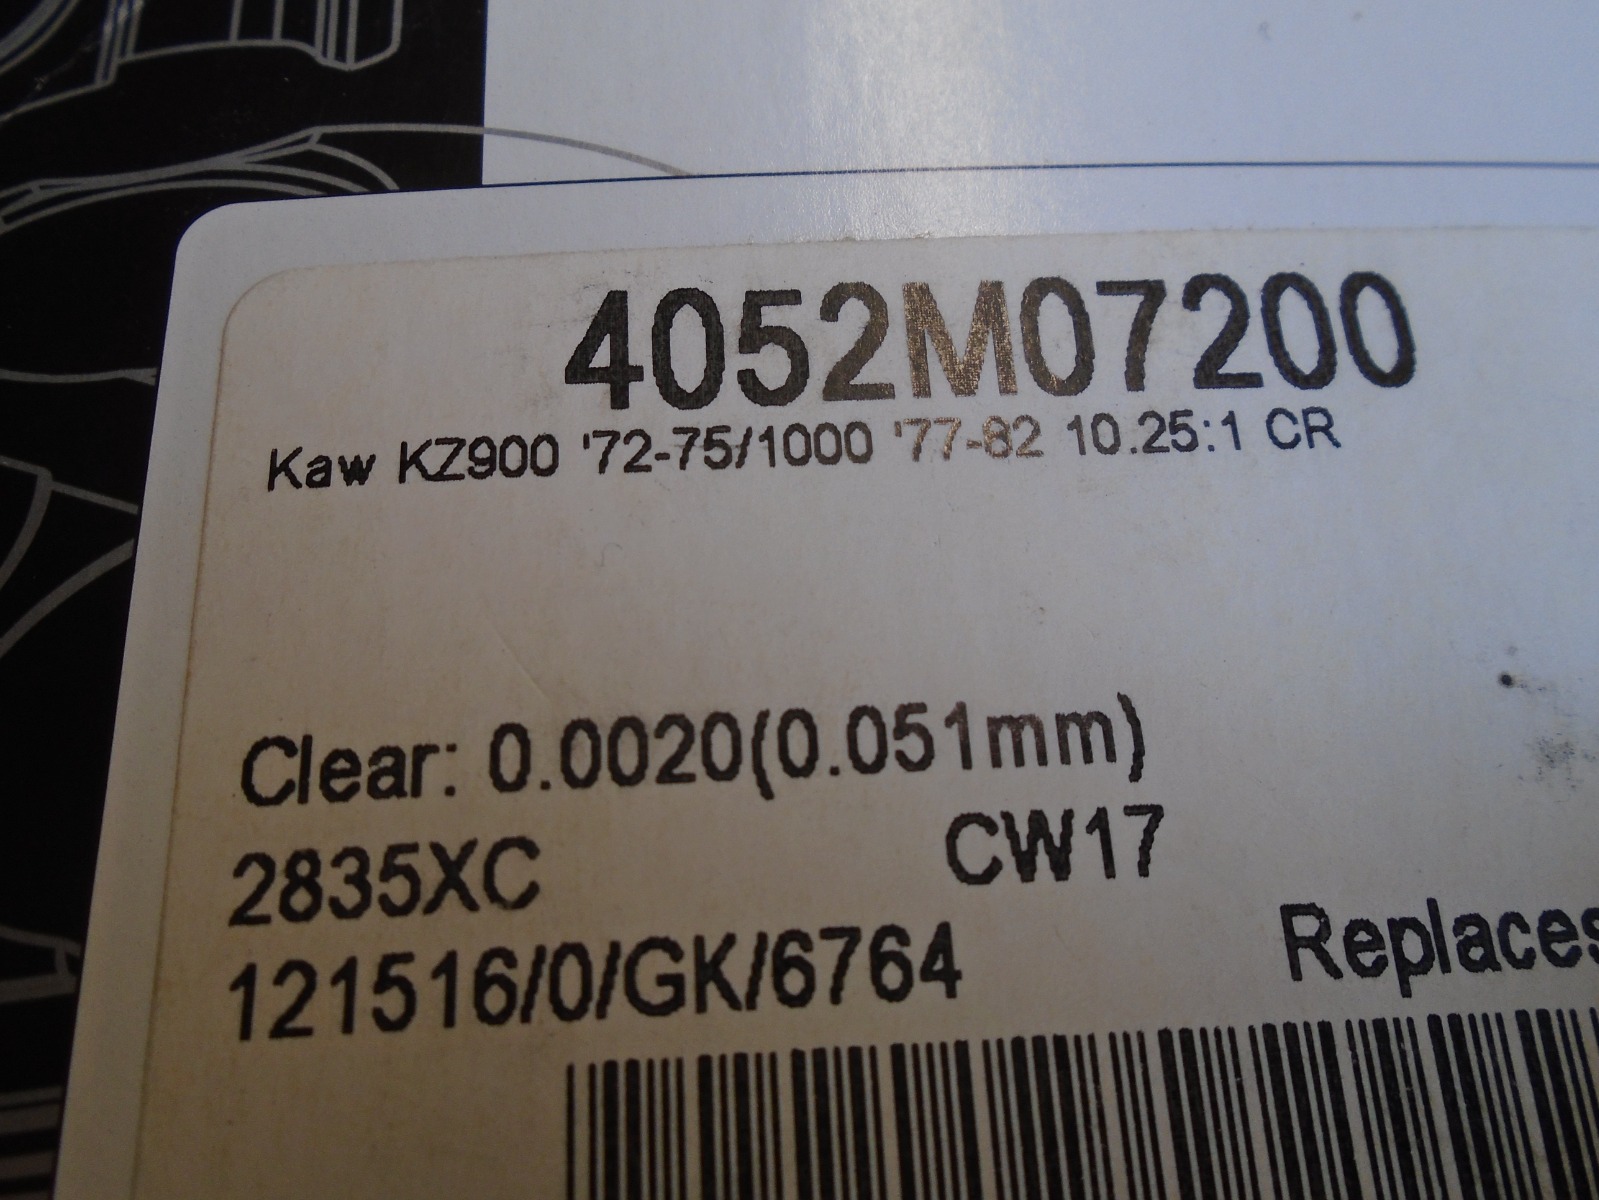 4052M07200
Kaw KZ900 '72-75/1000 '77-82 10.25:1 CR
Clear: 0.0020(0.051mm)
2835XC CW17
121516/0/GK/6764
Replaces